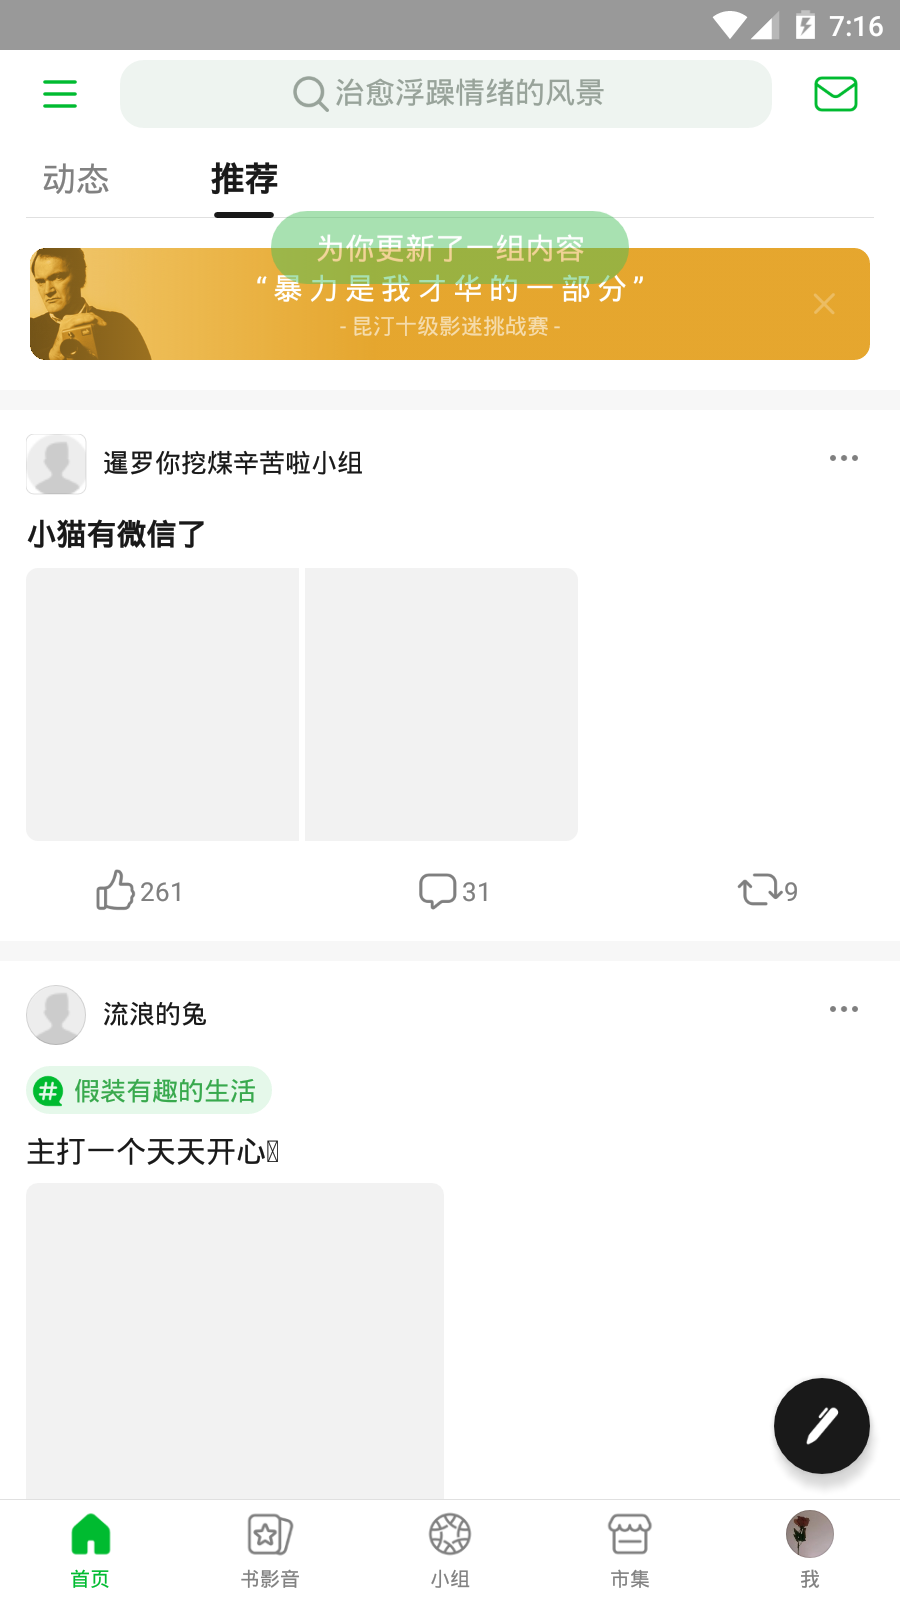 7:16
治愈浮躁情绪的风景
动态
推荐
为你更新了一组内容
“暴力是我才华的一部分”
- 昆汀十级影迷挑战赛 -
暹罗你挖煤辛苦啦小组
小猫有微信了
261
31
9
流浪的兔
# 假装有趣的生活
主打一个天天开心
首页
书影音
小组
市集
我